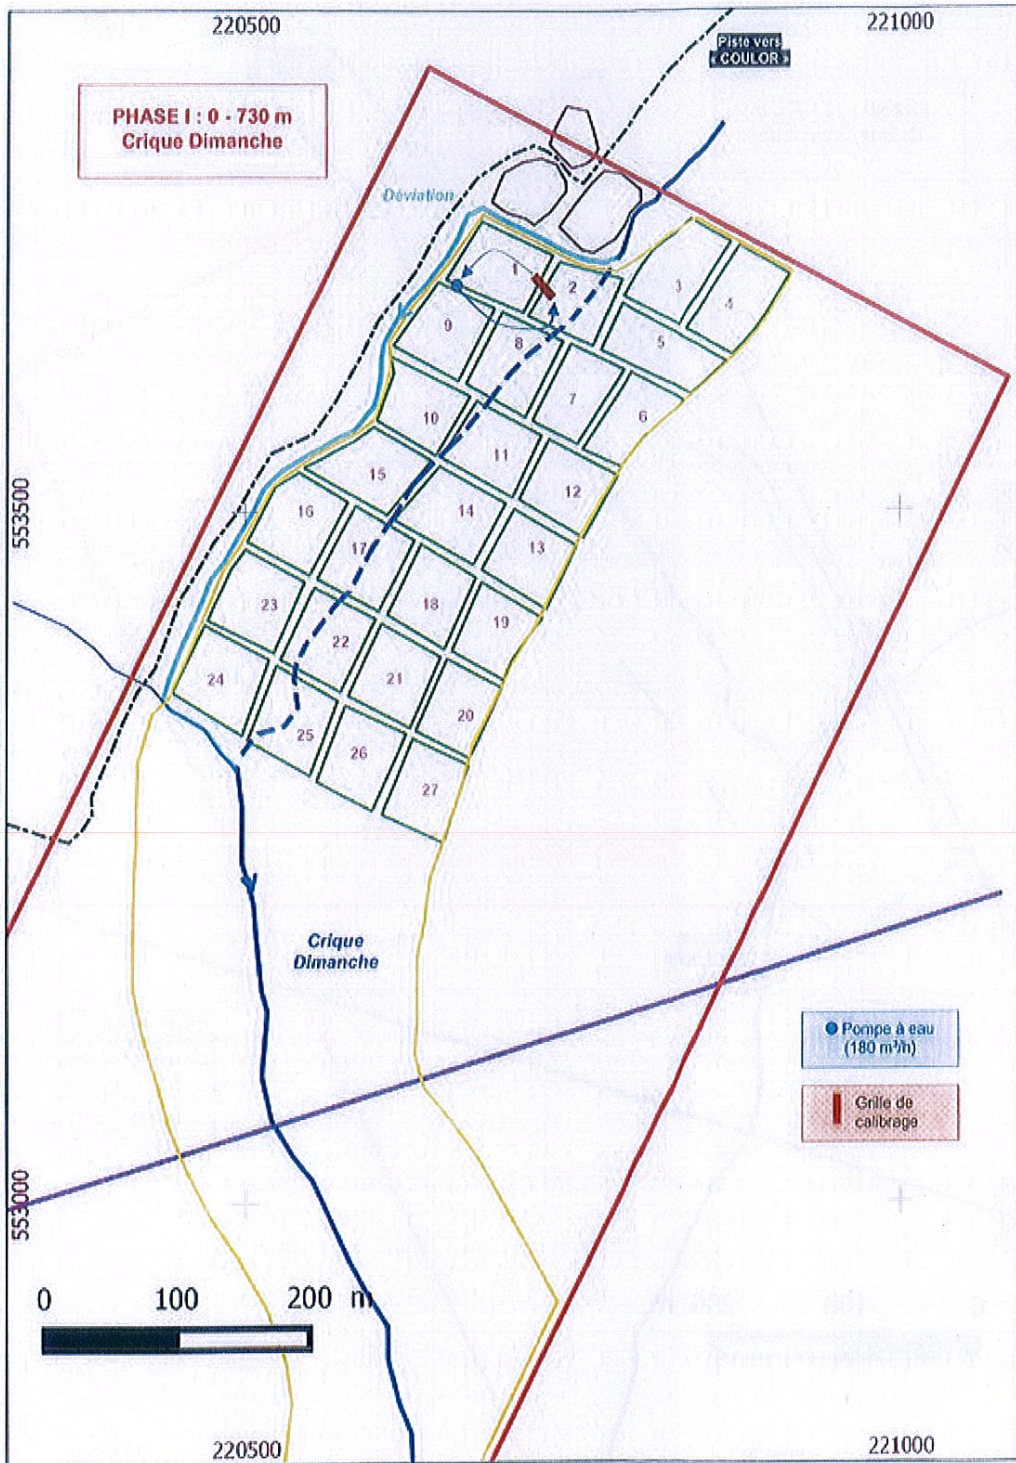 220500
221000
Piste vers
« COULOR »
PHASE I : 0 - 730 m
Crique Dimanche
Déviation
1
2
3
4
5
6
7
8
9
10
11
12
13
14
15
16
17
18
19
20
21
22
23
24
25
26
27
553500
Crique
Dimanche
Pompe à eau
(180 m³/h)
Grille de
calibrage
553000
0 100 200 m
220500
221000